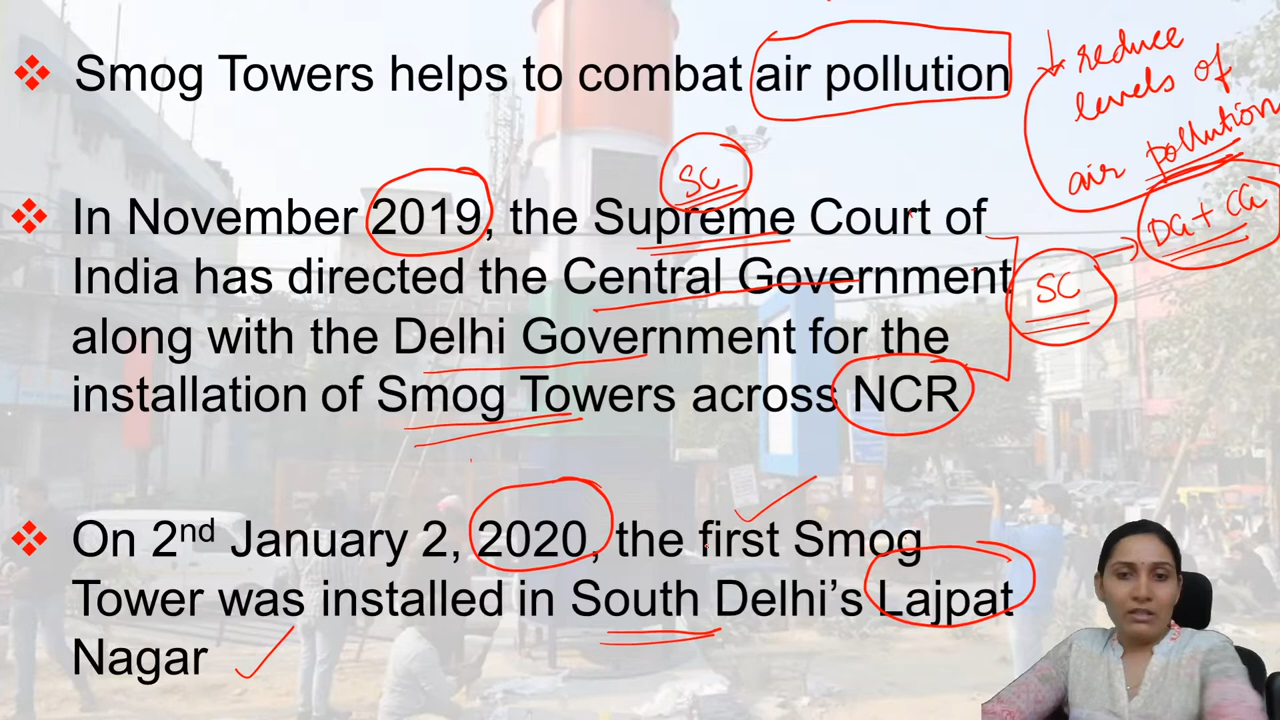 ❖ Smog Towers helps to combat air pollution
↓ reduce
levels of
air pollution
SC
❖ In November 2019, the Supreme Court of
India has directed the Central Government
along with the Delhi Government for the
installation of Smog Towers across NCR
SC → DG + CG
❖ On 2nd January 2, 2020, the first Smog
Tower was installed in South Delhi’s Lajpat
Nagar